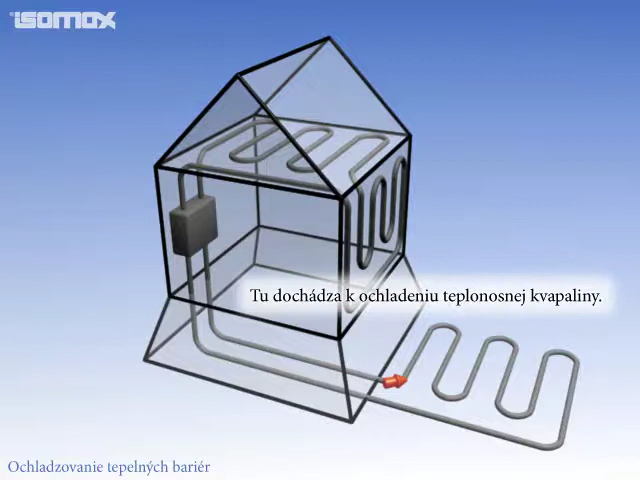 isomax
Tu dochádza k ochladeniu teplonosnej kvapaliny.
Ochladzovanie tepelných bariér